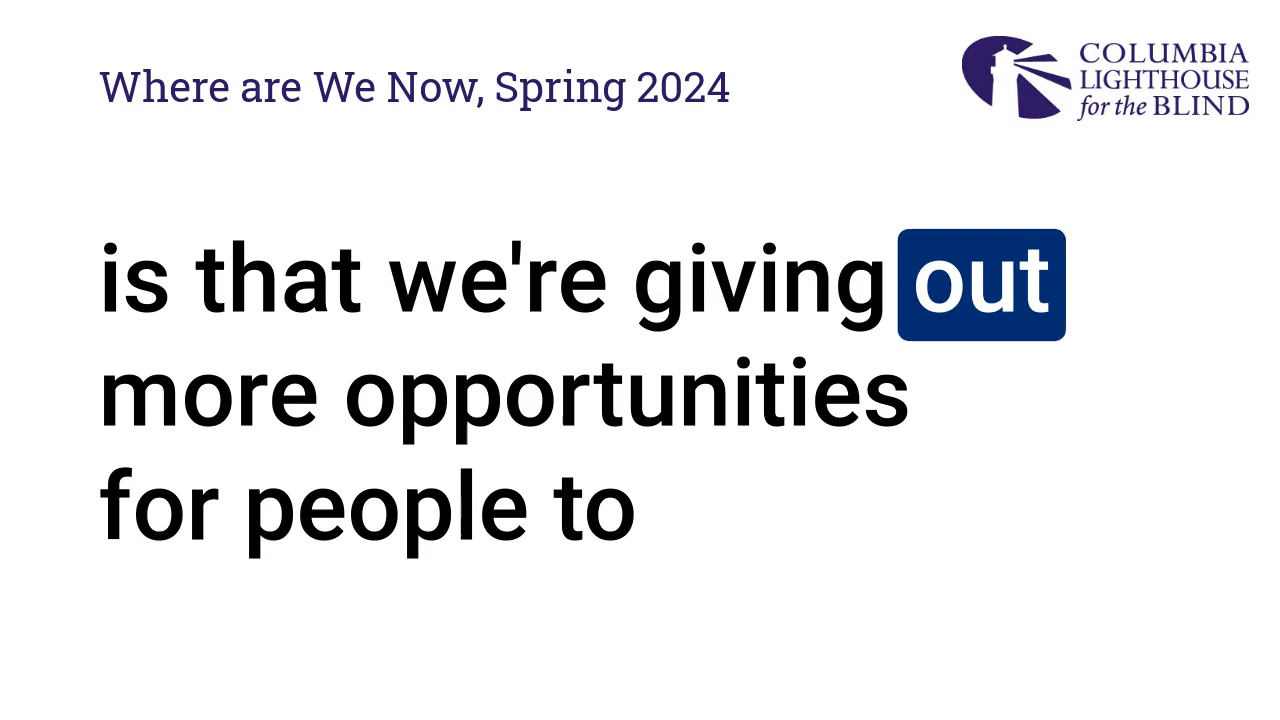 Where are We Now, Spring 2024
COLUMBIA
LIGHTHOUSE
for the BLIND
is that we're giving out
more opportunities
for people to